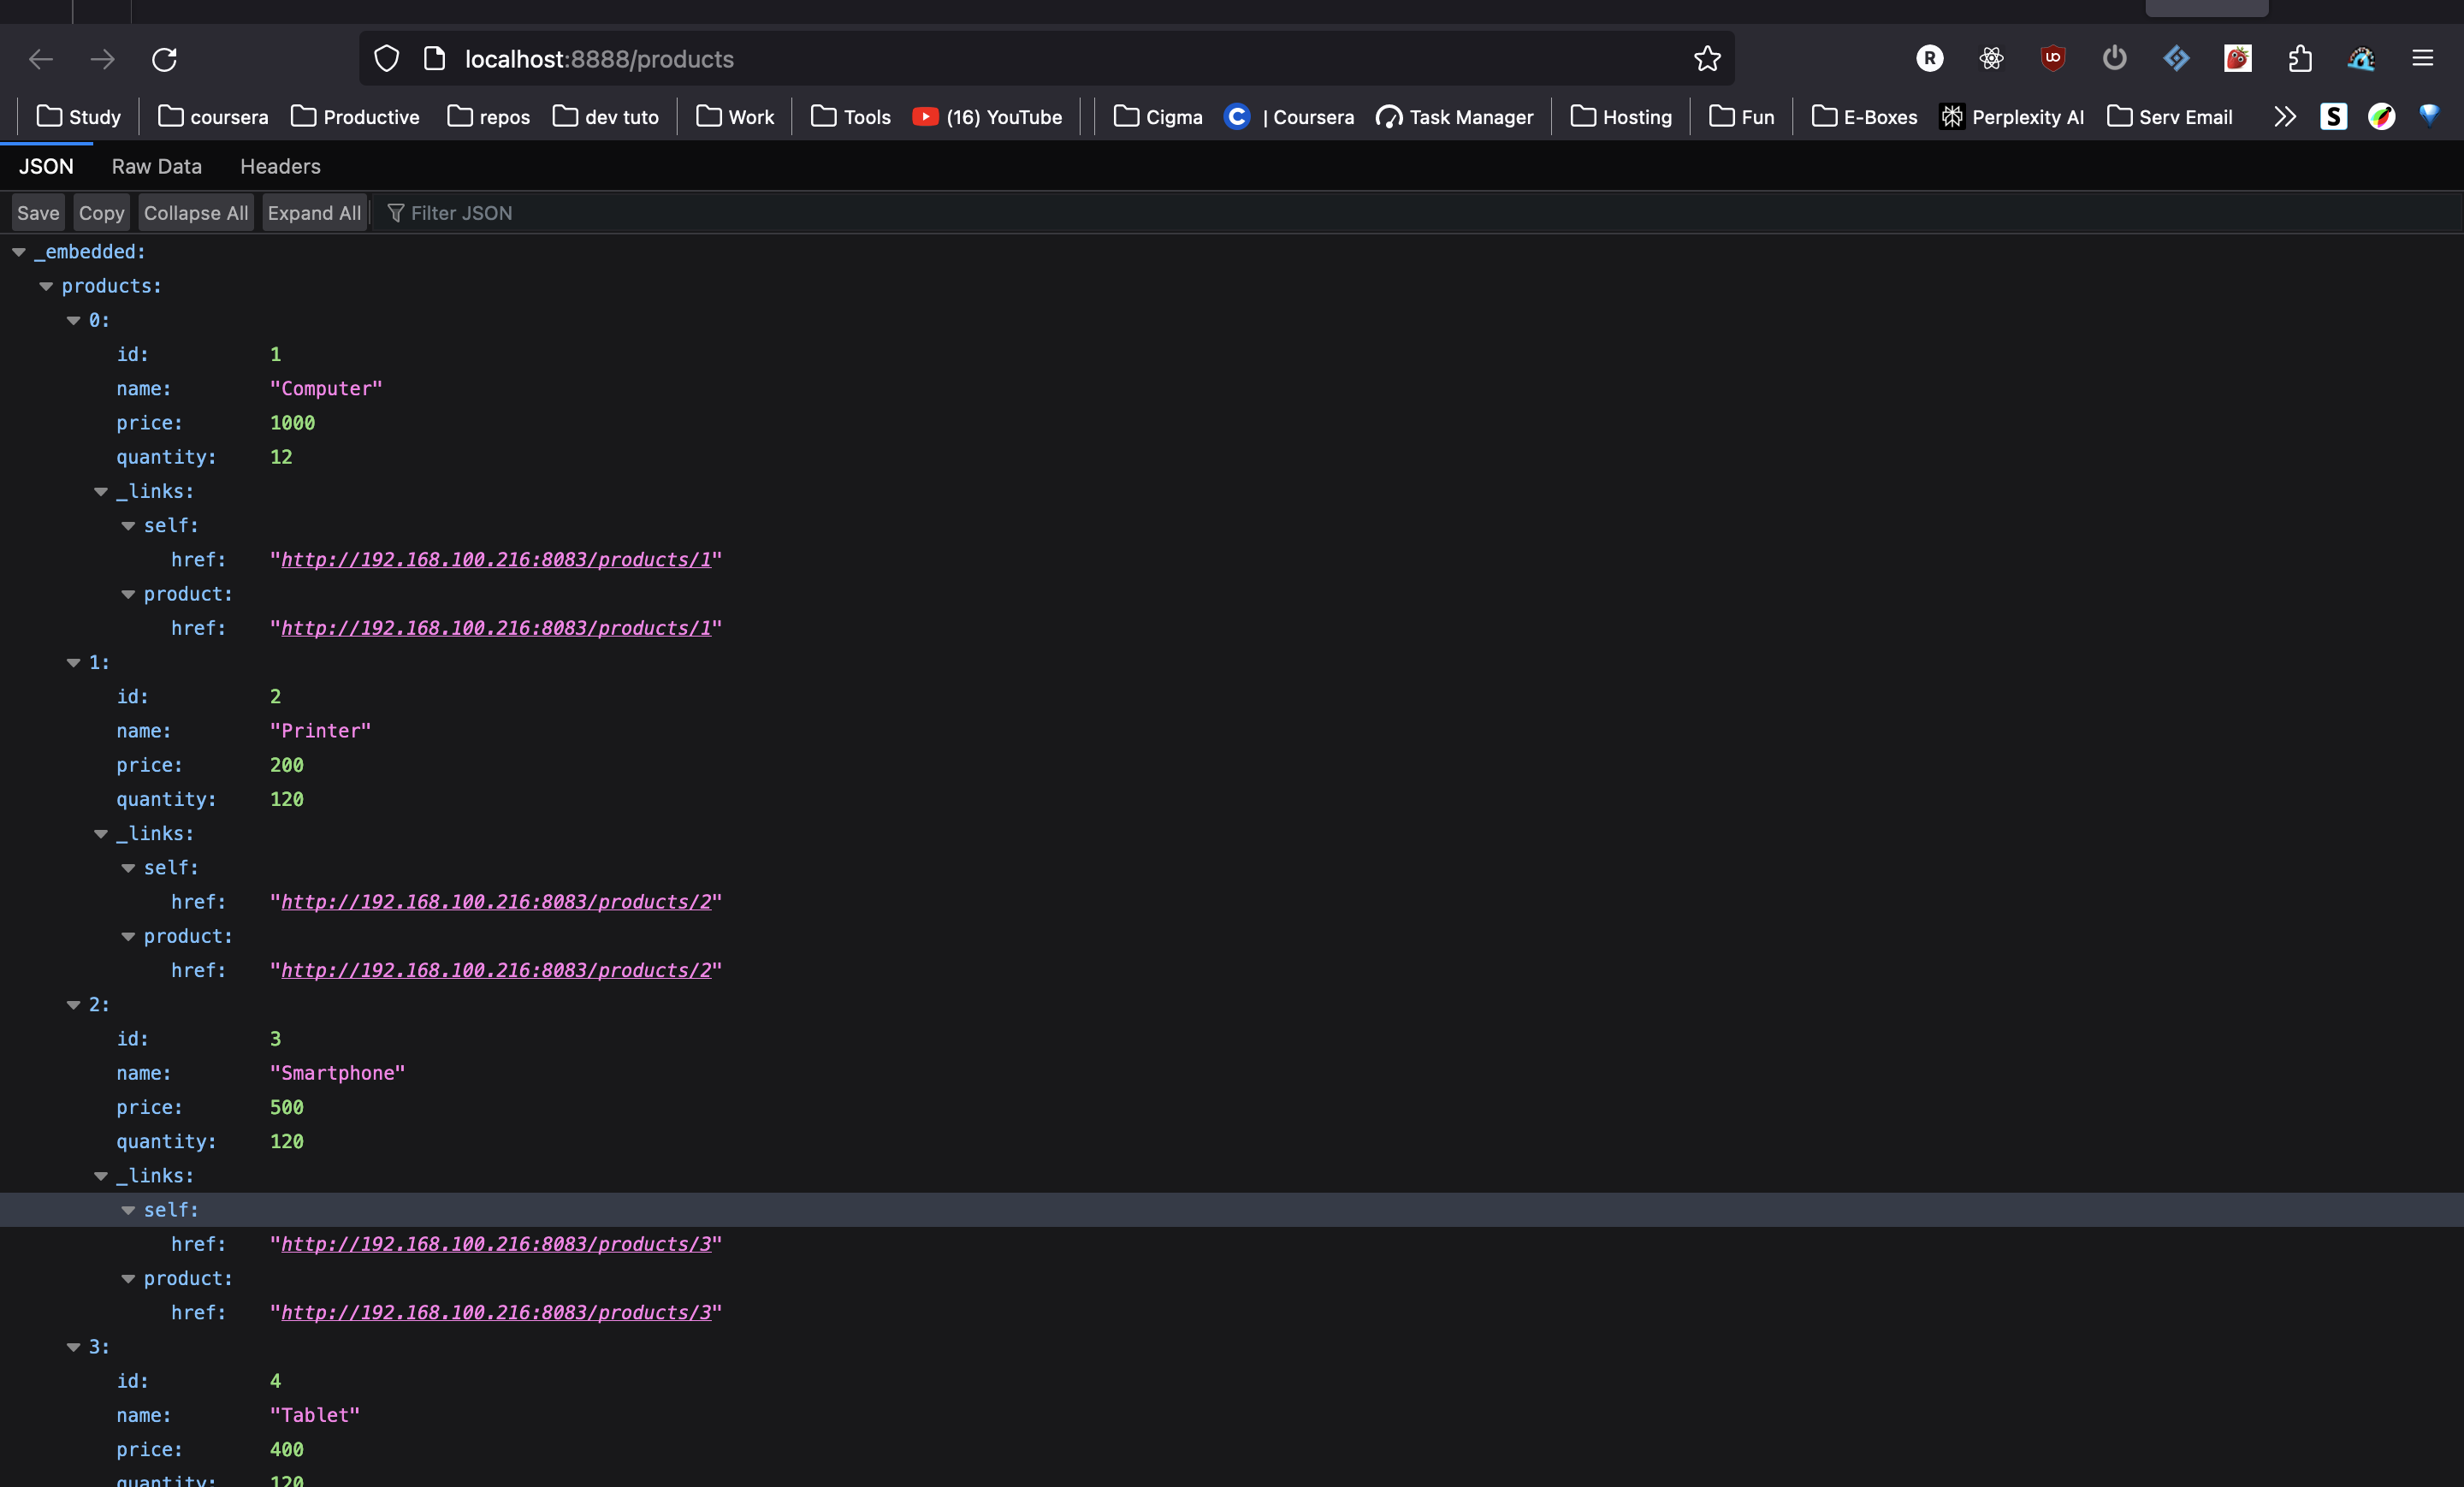 localhost:8888/products
R
UO
Study coursera Productive repos dev tuto Work Tools (16) YouTube Cigma C | Coursera Task Manager Hosting Fun E-Boxes Perplexity AI Serv Email S
JSON Raw Data Headers
Save Copy Collapse All Expand All Filter JSON
_embedded:
products:
0:
id: 1
name: "Computer"
price: 1000
quantity: 12
_links:
self:
href: "http://192.168.100.216:8083/products/1"
product:
href: "http://192.168.100.216:8083/products/1"
1:
id: 2
name: "Printer"
price: 200
quantity: 120
_links:
self:
href: "http://192.168.100.216:8083/products/2"
product:
href: "http://192.168.100.216:8083/products/2"
2:
id: 3
name: "Smartphone"
price: 500
quantity: 120
_links:
self:
href: "http://192.168.100.216:8083/products/3"
product:
href: "http://192.168.100.216:8083/products/3"
3:
id: 4
name: "Tablet"
price: 400
quantity: 120